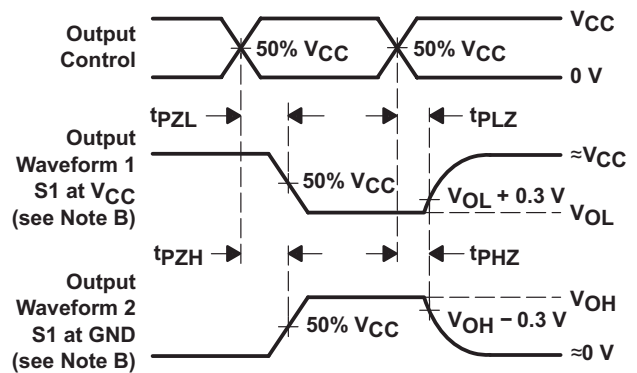 Output
Control
50% VCC
50% VCC
VCC
0 V
tPZL
tPLZ
Output
Waveform 1
S1 at VCC
(see Note B)
50% VCC
≈VCC
VOL + 0.3 V
VOL
tPZH
tPHZ
Output
Waveform 2
S1 at GND
(see Note B)
50% VCC
VOH
VOH − 0.3 V
≈0 V